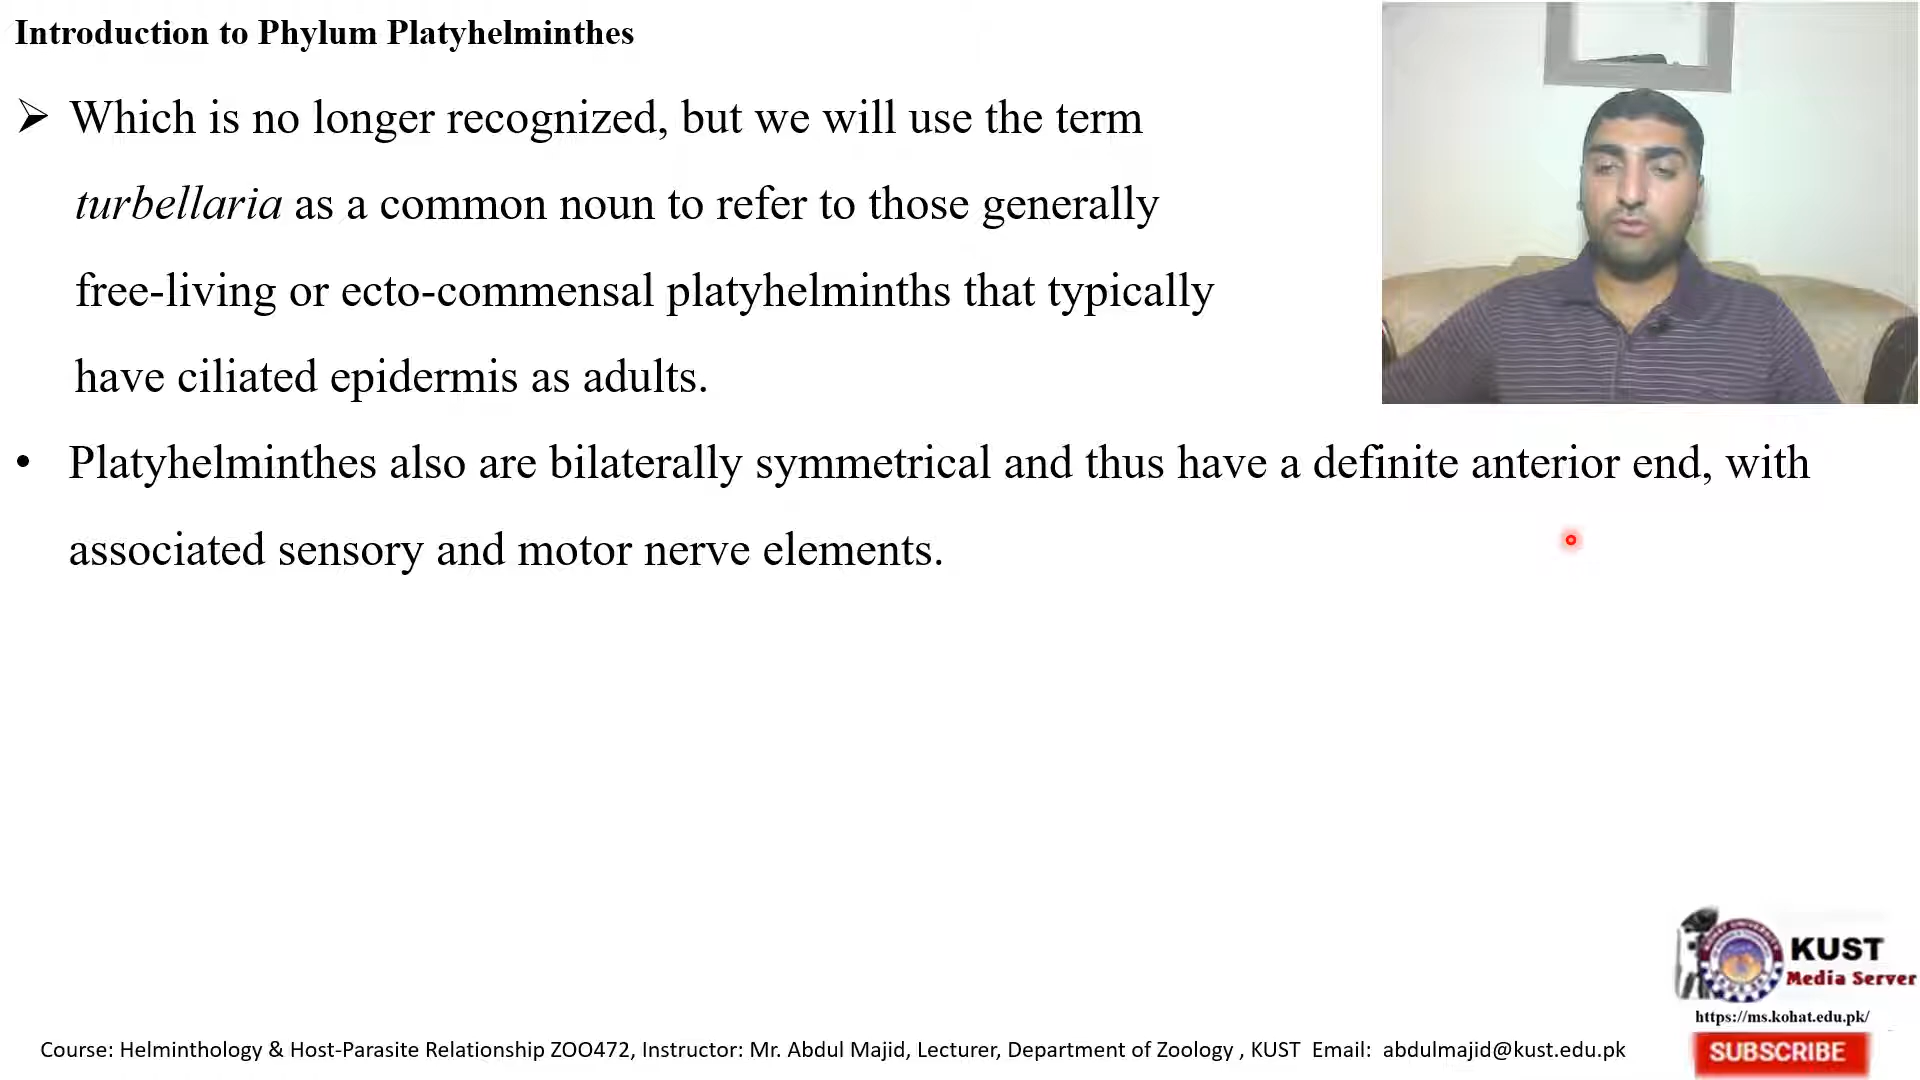 Introduction to Phylum Platyhelminthes
➢ Which is no longer recognized, but we will use the term
turbellaria as a common noun to refer to those generally
free-living or ecto-commensal platyhelminths that typically
have ciliated epidermis as adults.
• Platyhelminthes also are bilaterally symmetrical and thus have a definite anterior end, with
associated sensory and motor nerve elements.
KUST
Media Server
https://ms.kohat.edu.pk/
Course: Helminthology & Host-Parasite Relationship ZOO472, Instructor: Mr. Abdul Majid, Lecturer, Department of Zoology , KUST Email: abdulmajid@kust.edu.pk
SUBSCRIBE